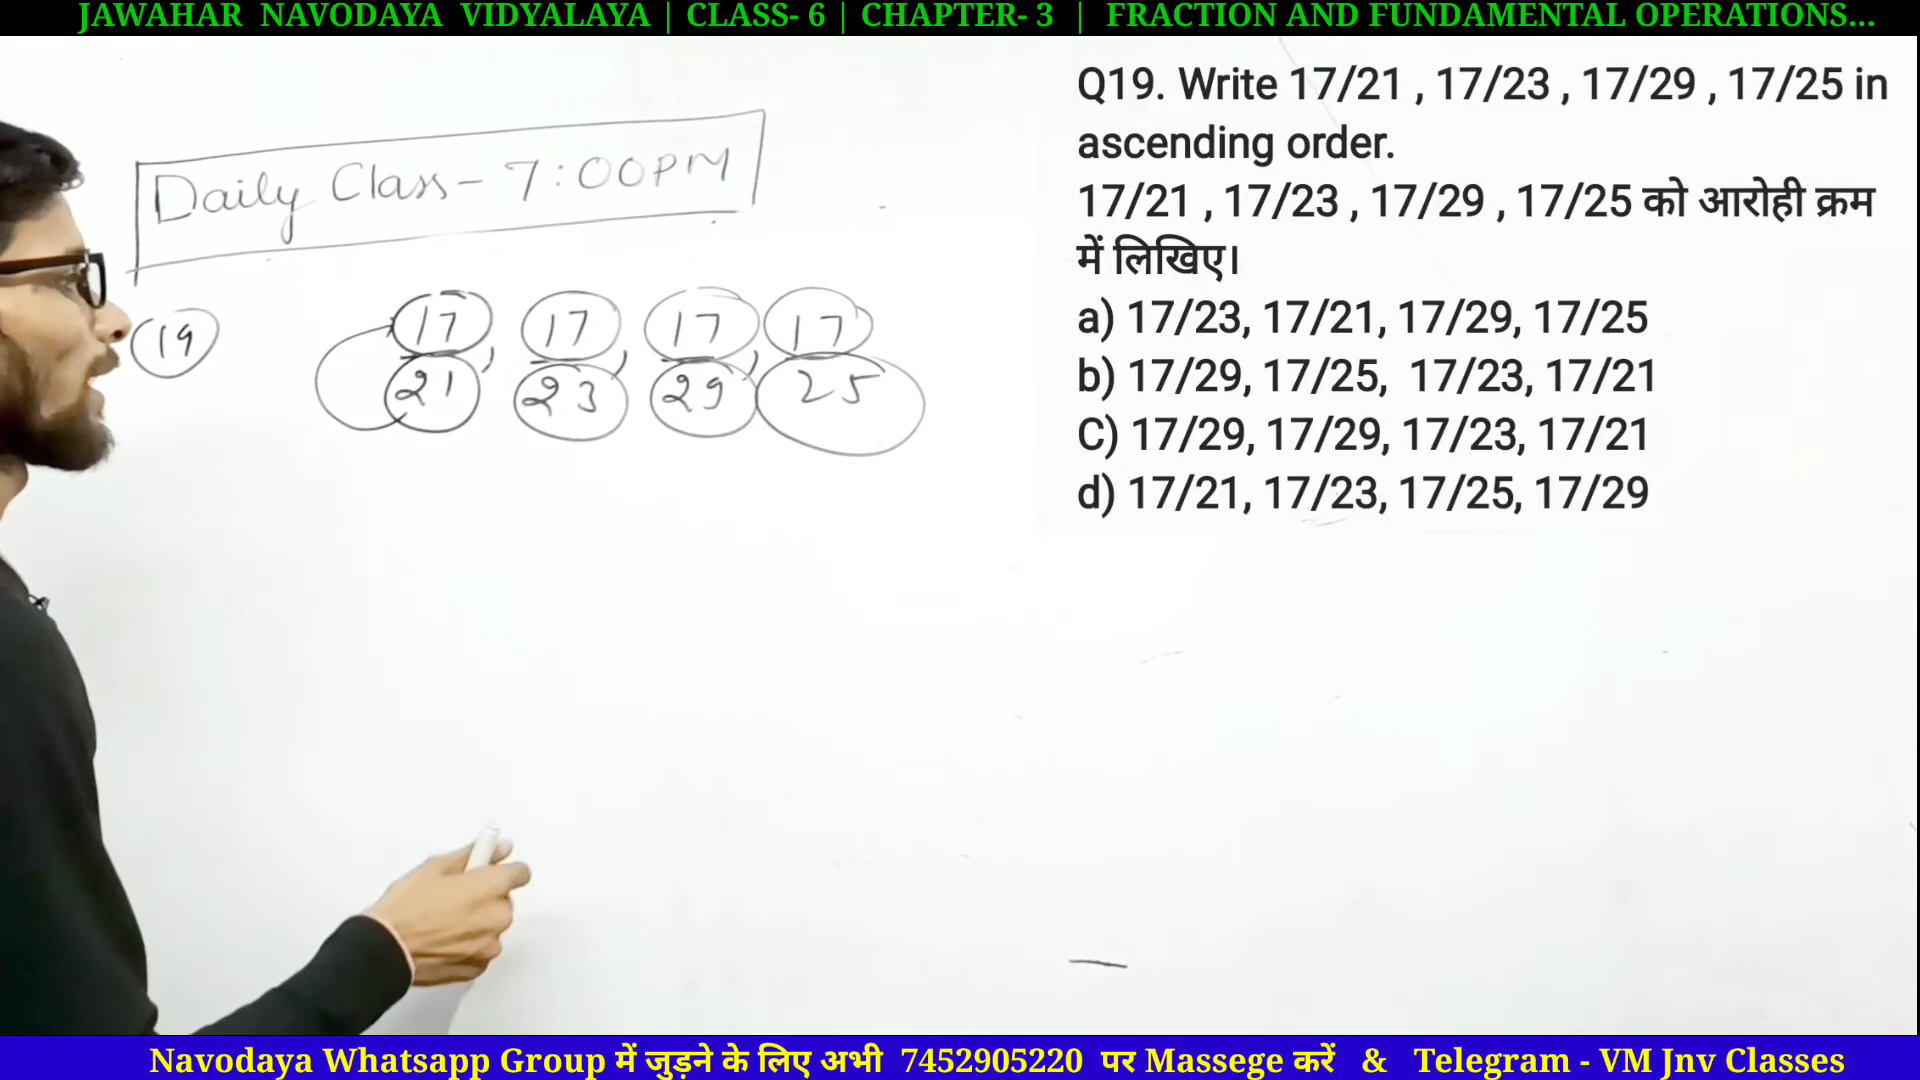 JAWAHAR NAVODAYA VIDYALAYA | CLASS- 6 | CHAPTER- 3 | FRACTION AND FUNDAMENTAL OPERATIONS...
Daily Class - 7:00PM
19
17 17 17 17
21 , 23 , 29 , 25
Q19. Write 17/21 , 17/23 , 17/29 , 17/25 in
ascending order.
17/21 , 17/23 , 17/29 , 17/25 को आरोही क्रम
में लिखिए।
a) 17/23, 17/21, 17/29, 17/25
b) 17/29, 17/25, 17/23, 17/21
C) 17/29, 17/29, 17/23, 17/21
d) 17/21, 17/23, 17/25, 17/29
Navodaya Whatsapp Group में जुड़ने के लिए अभी 7452905220 पर Massege करें & Telegram - VM Jnv Classes